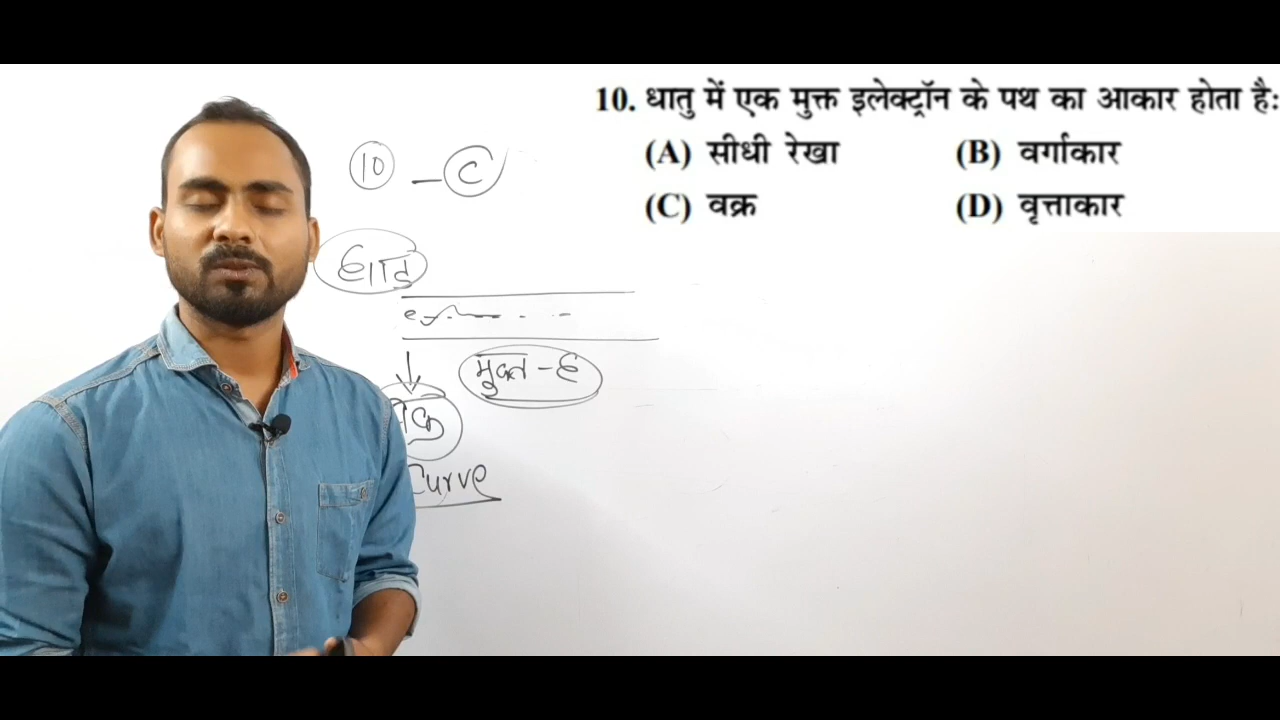 10. धातु में एक मुक्त इलेक्ट्रॉन के पथ का आकार होता है:
(A) सीधी रेखा (B) वर्गाकार
(C) वक्र (D) वृत्ताकार
10 – C
धातु
e
मुक्त – e
Curve